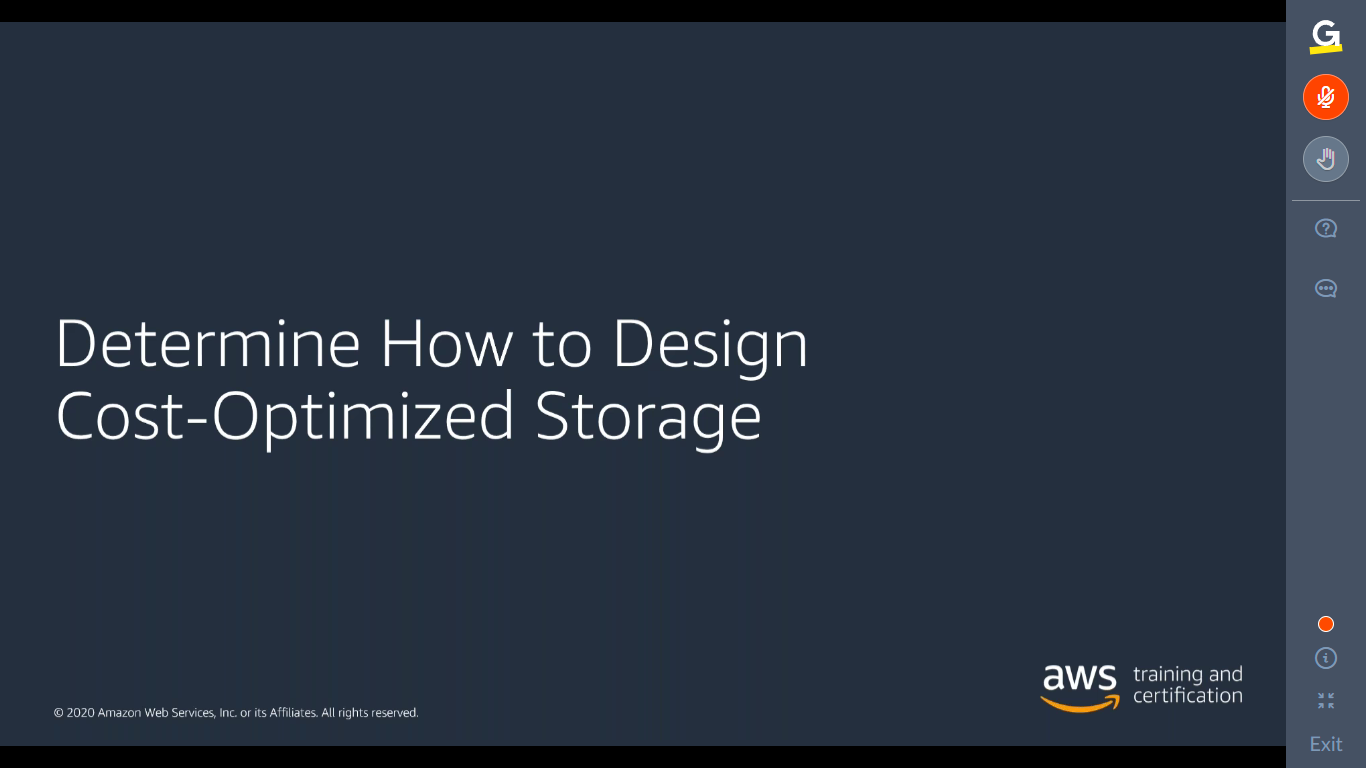 Determine How to Design
Cost-Optimized Storage
aws training and
certification
© 2020 Amazon Web Services, Inc. or its Affiliates. All rights reserved.
G
Exit